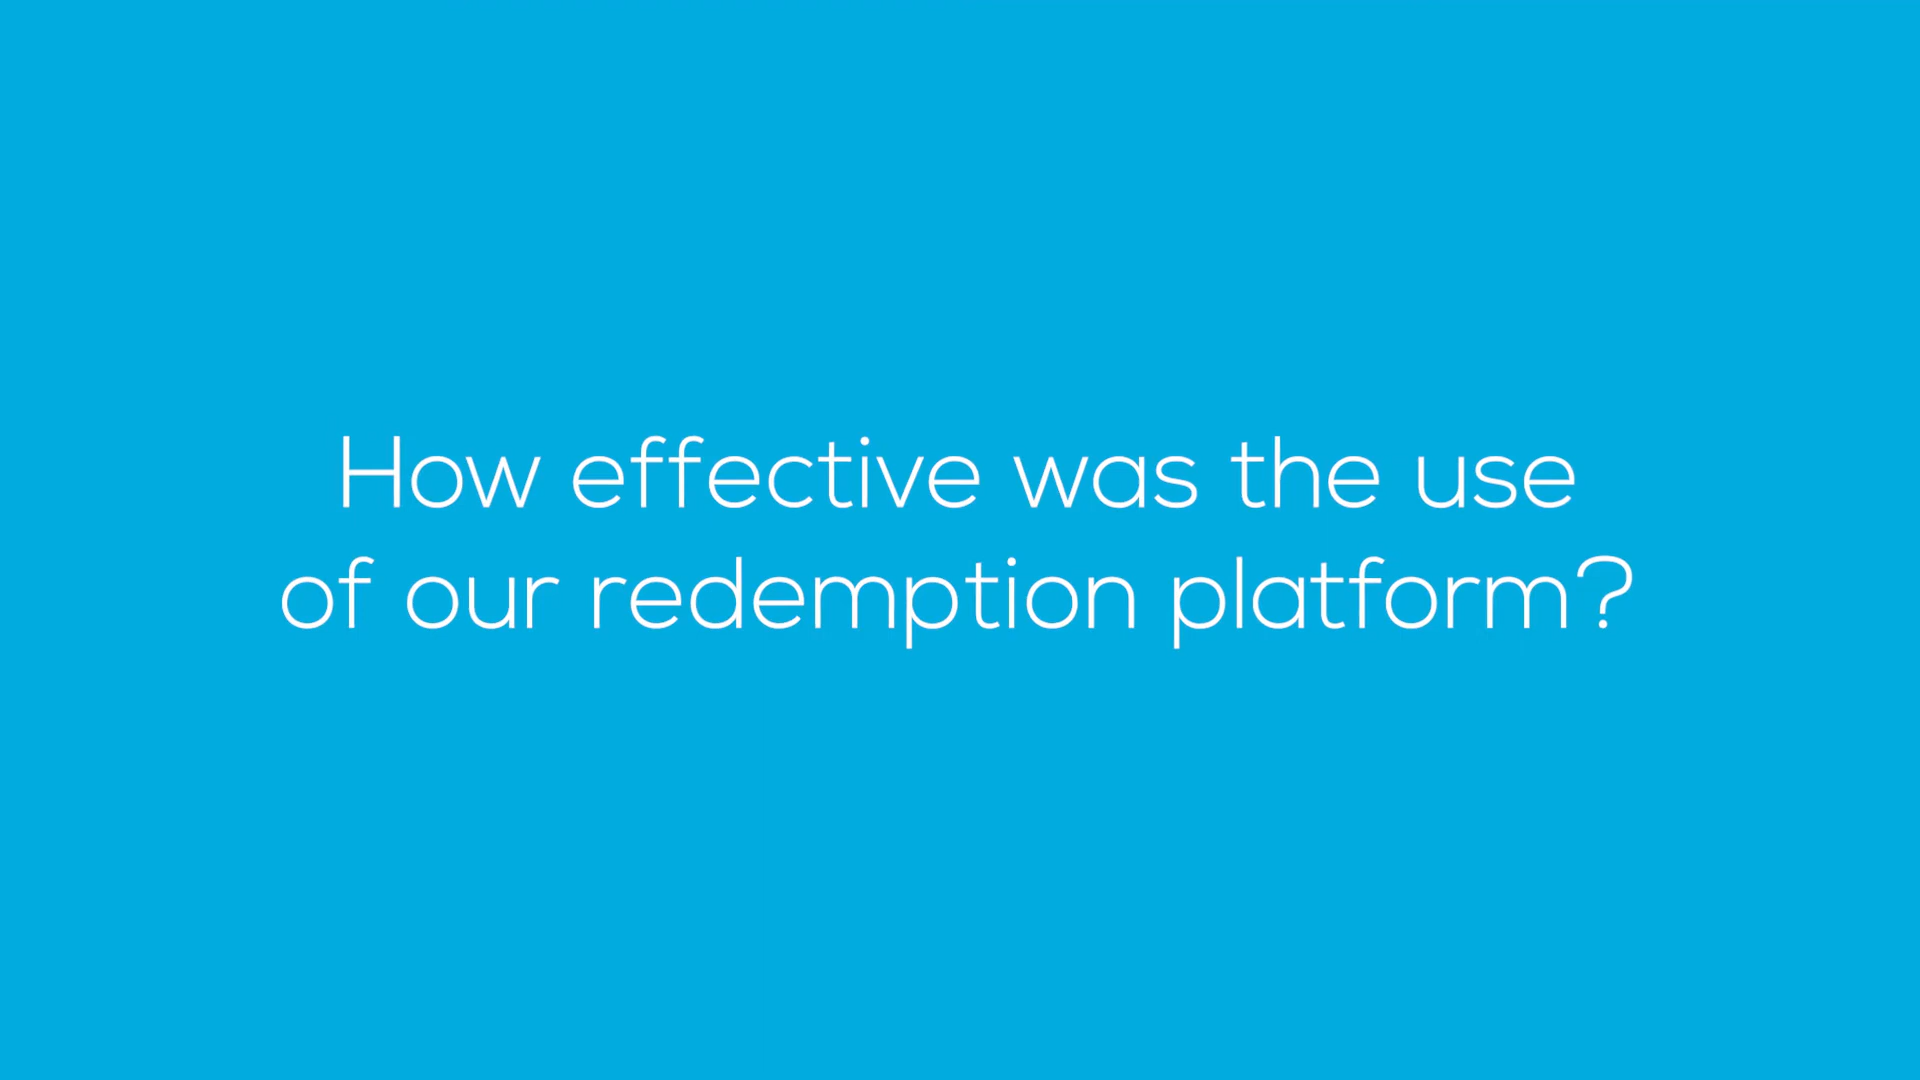 How effective was the use
of our redemption platform?